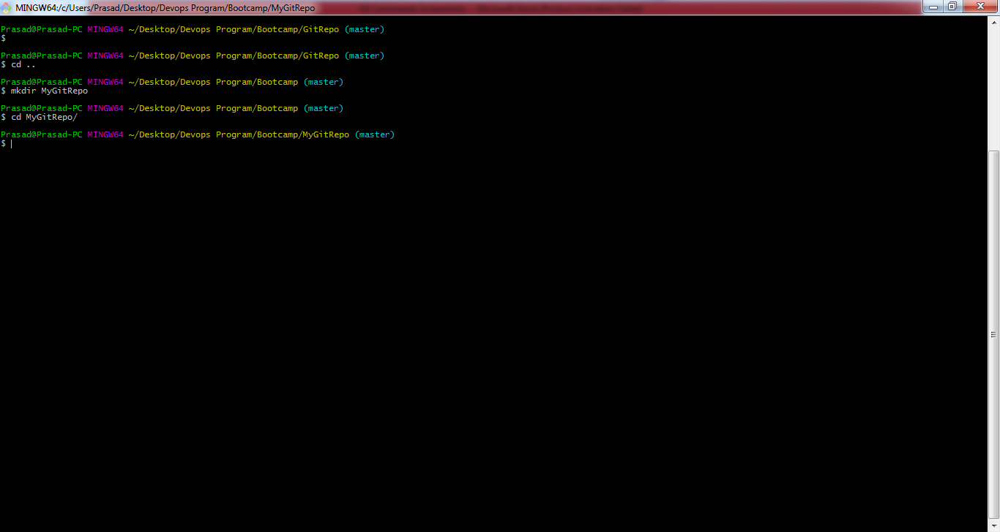 MINGW64:/c/Users/Prasad/Desktop/Devops Program/Bootcamp/MyGitRepo
Prasad@Prasad-PC MINGW64 ~/Desktop/Devops Program/Bootcamp/GitRepo (master)
$
Prasad@Prasad-PC MINGW64 ~/Desktop/Devops Program/Bootcamp/GitRepo (master)
$ cd ..
Prasad@Prasad-PC MINGW64 ~/Desktop/Devops Program/Bootcamp (master)
$ mkdir MyGitRepo
Prasad@Prasad-PC MINGW64 ~/Desktop/Devops Program/Bootcamp (master)
$ cd MyGitRepo/
Prasad@Prasad-PC MINGW64 ~/Desktop/Devops Program/Bootcamp/MyGitRepo (master)
$